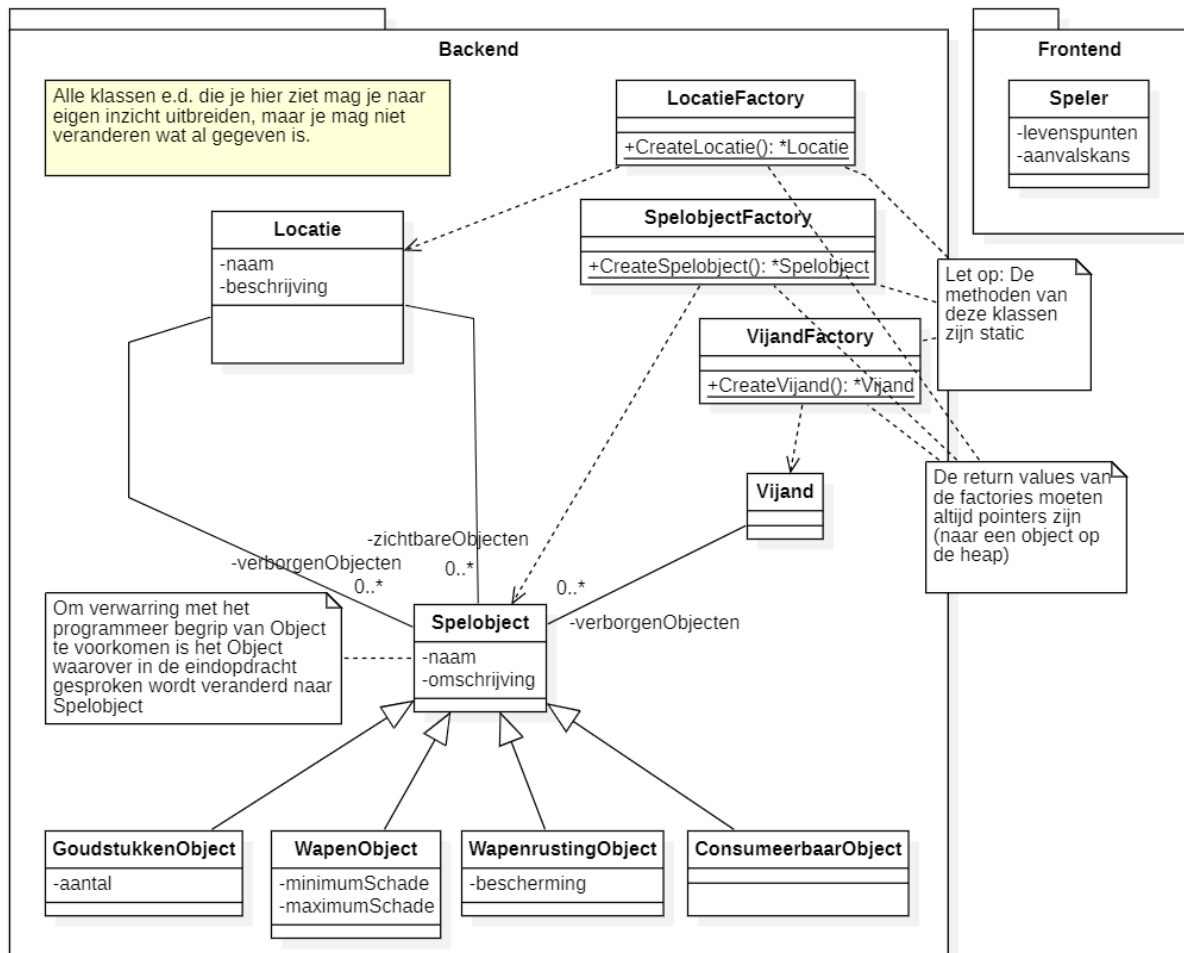 Backend
Frontend
Alle klassen e.d. die je hier ziet mag je naar
eigen inzicht uitbreiden, maar je mag niet
veranderen wat al gegeven is.
LocatieFactory
+CreateLocatie(): *Locatie
Speler
-levenspunten
-aanvalskans
SpelobjectFactory
+CreateSpelobject(): *Spelobject
Locatie
-naam
-beschrijving
Let op: De
methoden van
deze klassen
zijn static
VijandFactory
+CreateVijand(): *Vijand
De return values van
de factories moeten
altijd pointers zijn
(naar een object op
de heap)
Vijand
-zichtbareObjecten
0..*
-verborgenObjecten
0..*
0..*
-verborgenObjecten
Om verwarring met het
programmeer begrip van Object
te voorkomen is het Object
waarover in de eindopdracht
gesproken wordt veranderd naar
Spelobject
Spelobject
-naam
-omschrijving
GoudstukkenObject
-aantal
WapenObject
-minimumSchade
-maximumSchade
WapenrustingObject
-bescherming
ConsumeerbaarObject